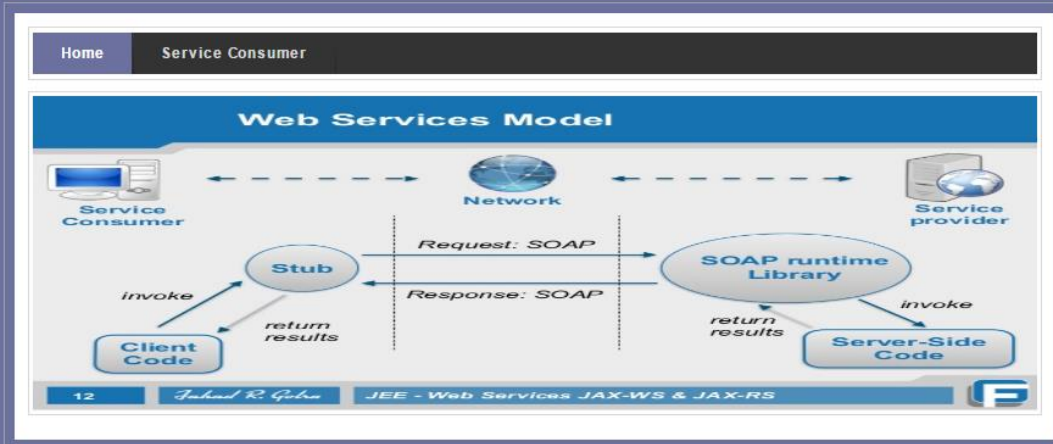 Home Service Consumer
Web Services Model
Service
Consumer
Network
Service
provider
Request: SOAP
Stub
SOAP runtime
Library
Response: SOAP
invoke
return
results
Client
Code
invoke
return
results
Server-Side
Code
12 Fahad R. Golra JEE - Web Services JAX-WS & JAX-RS